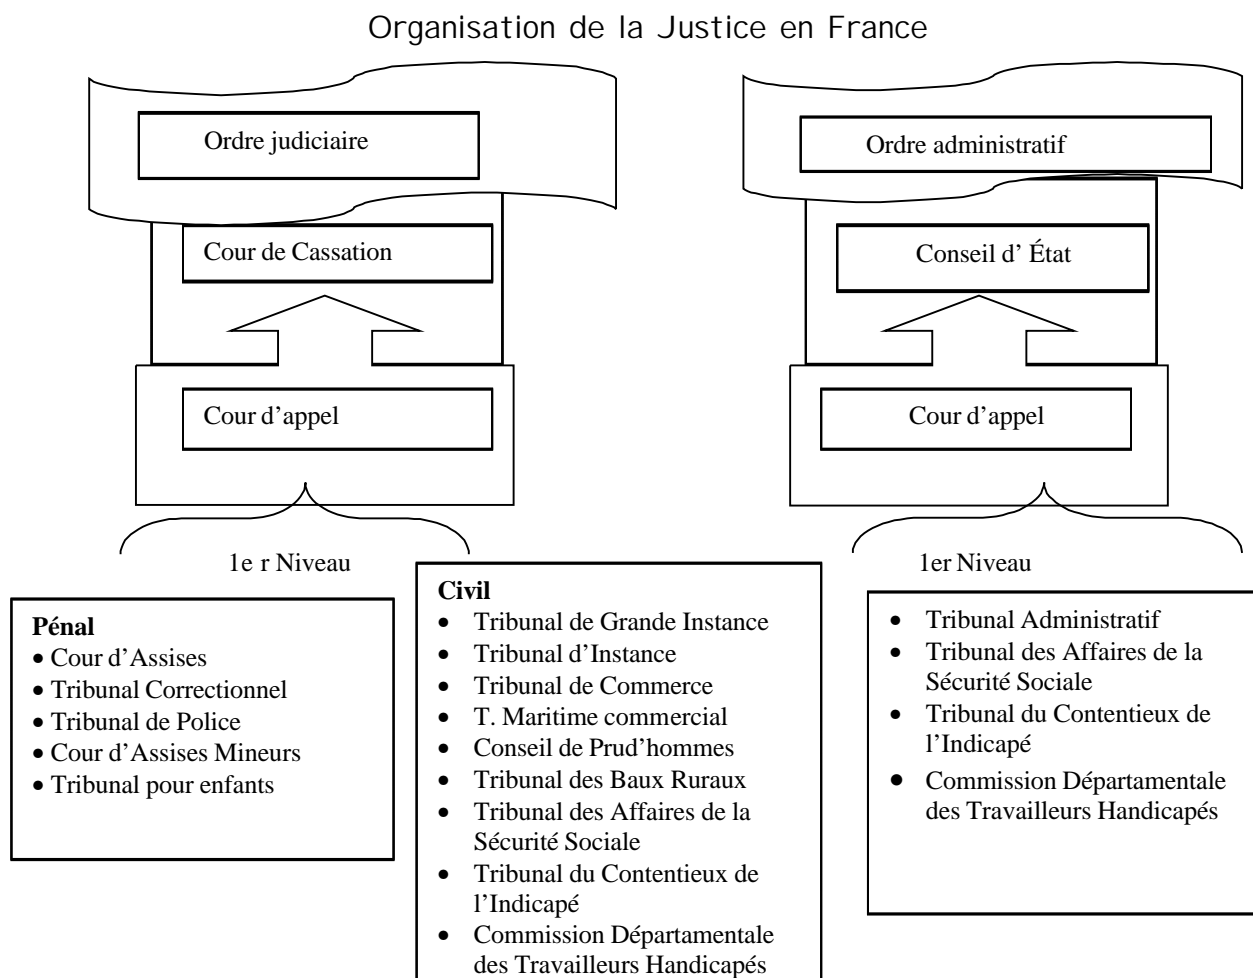 Organisation de la Justice en France
Ordre judiciaire
Cour de Cassation
Cour d’appel
1e r Niveau
Pénal
• Cour d’Assises
• Tribunal Correctionnel
• Tribunal de Police
• Cour d’Assises Mineurs
• Tribunal pour enfants
Civil
• Tribunal de Grande Instance
• Tribunal d’Instance
• Tribunal de Commerce
• T. Maritime commercial
• Conseil de Prud’hommes
• Tribunal des Baux Ruraux
• Tribunal des Affaires de la
Sécurité Sociale
• Tribunal du Contentieux de
l’Indicapé
• Commission Départamentale
des Travailleurs Handicapés
Ordre administratif
Conseil d’ État
Cour d’appel
1er Niveau
• Tribunal Administratif
• Tribunal des Affaires de la
Sécurité Sociale
• Tribunal du Contentieux de
l’Indicapé
• Commission Départamentale
des Travailleurs Handicapés